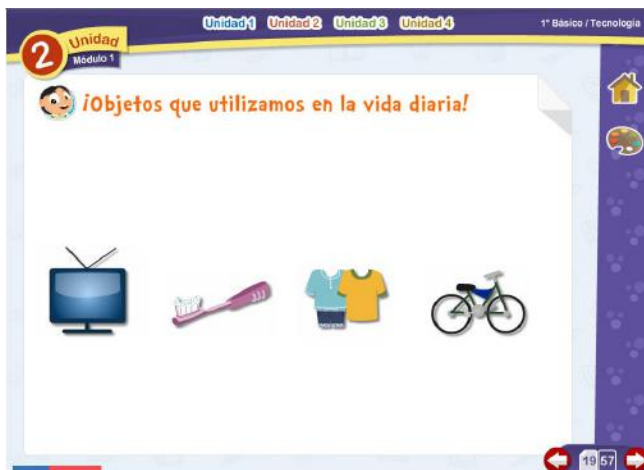 Unidad 1 Unidad 2 Unidad 3 Unidad 4
1° Básico / Tecnología
2 Unidad
Módulo 1
¡Objetos que utilizamos en la vida diaria!
19 57